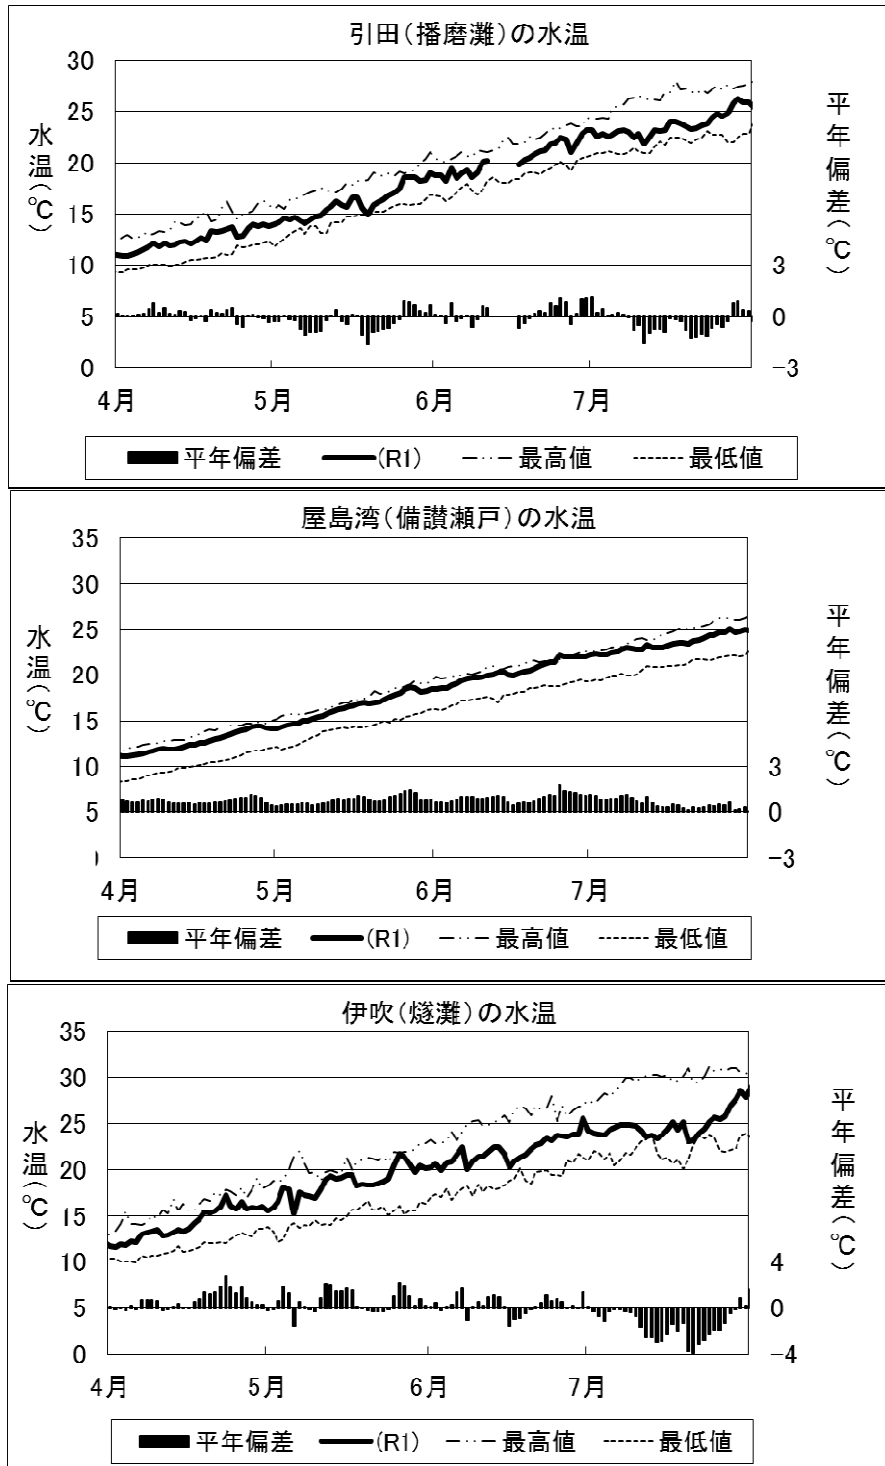 引田（播磨灘）の水温
水温(℃)
30
25
20
15
10
5
0
平年偏差(℃)
3
0
−3
4月 5月 6月 7月
平年偏差 (R1) 最高値 最低値
屋島湾（備讃瀬戸）の水温
水温(℃)
35
30
25
20
15
10
5
平年偏差(℃)
3
0
−3
4月 5月 6月 7月
平年偏差 (R1) 最高値 最低値
伊吹（燧灘）の水温
水温(℃)
35
30
25
20
15
10
5
0
平年偏差(℃)
4
0
−4
4月 5月 6月 7月
平年偏差 (R1) 最高値 最低値